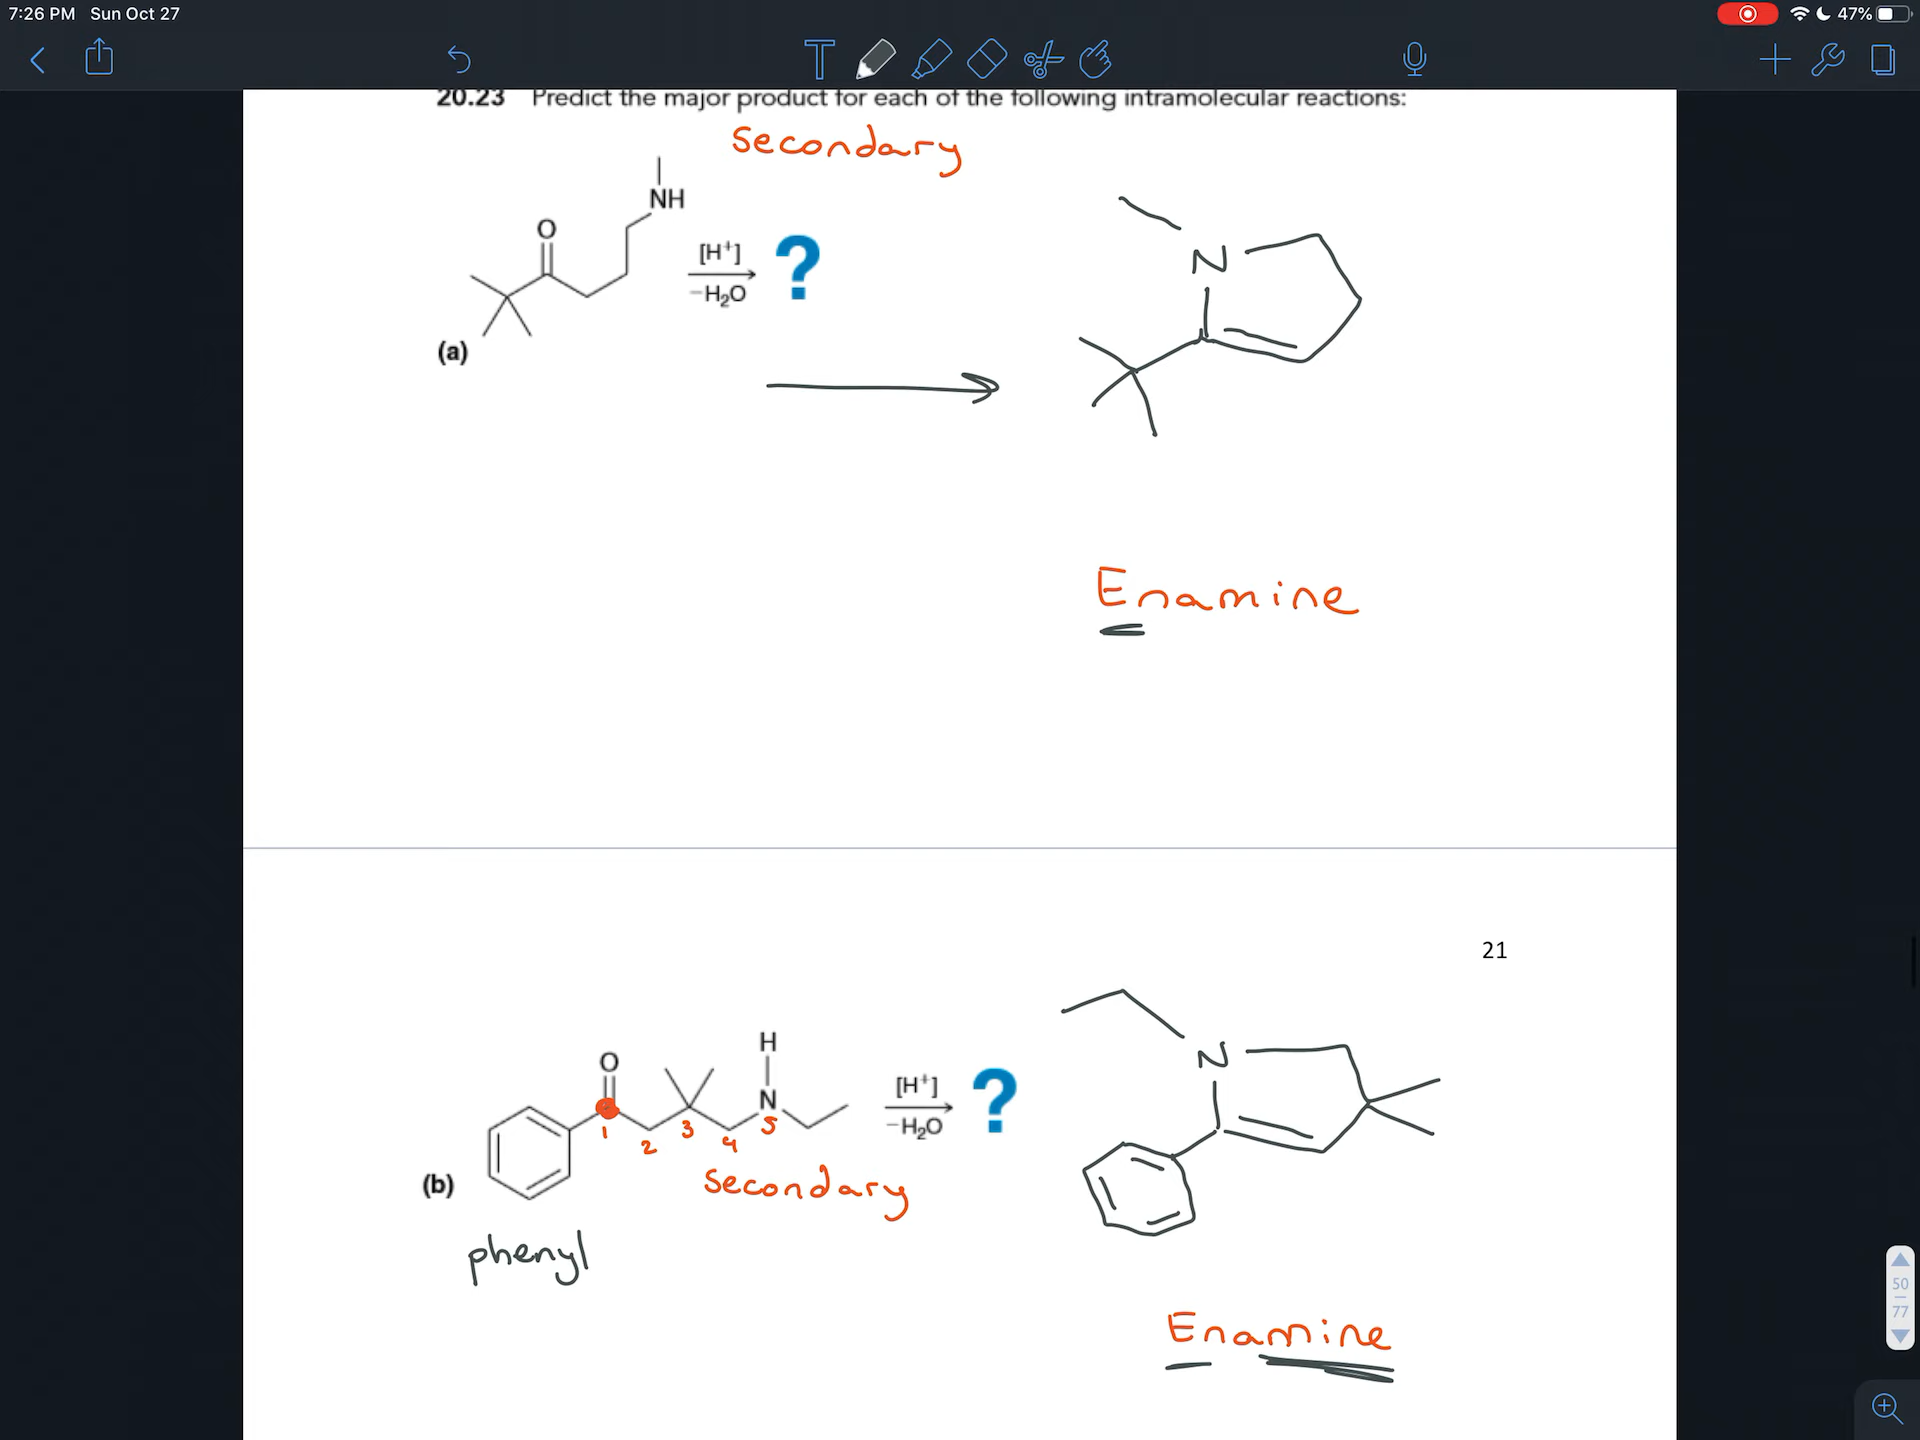 7:26 PM Sun Oct 27
47%
T
20.23 Predict the major product for each of the following intramolecular reactions:
secondary
NH
O
[H⁺]
−H₂O
?
N
(a)
Enamine
21
H
O
N
[H⁺]
−H₂O
?
N
1 2 3 4 5
(b)
secondary
phenyl
50
77
Enamine